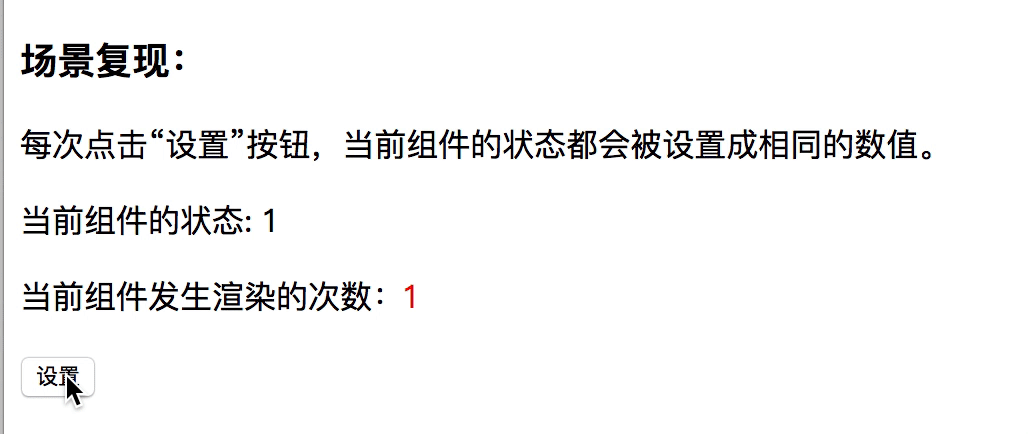 场景复现：
每次点击“设置”按钮，当前组件的状态都会被设置成相同的数值。
当前组件的状态: 1
当前组件发生渲染的次数：1
设置